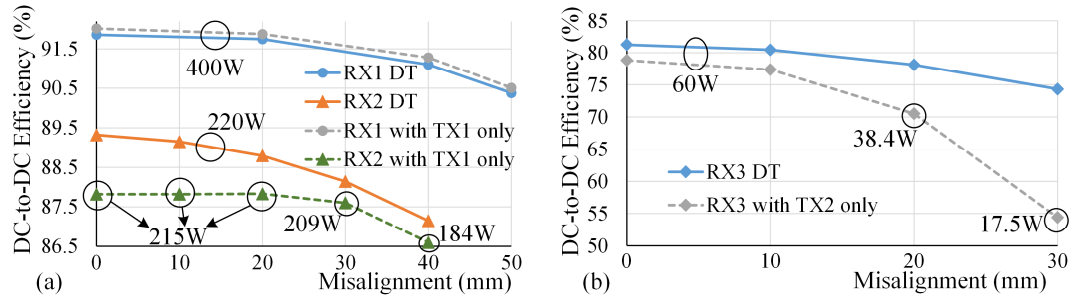 DC-to-DC Efficiency (%)
91.5
90.5
89.5
88.5
87.5
86.5
400W
220W
RX1 DT
RX2 DT
RX1 with TX1 only
RX2 with TX1 only
215W
209W
184W
0 10 20 30 40 50
(a) Misalignment (mm)
DC-to-DC Efficiency (%)
85
80
75
70
65
60
55
50
60W
38.4W
RX3 DT
RX3 with TX2 only
17.5W
0 10 20 30
(b) Misalignment (mm)